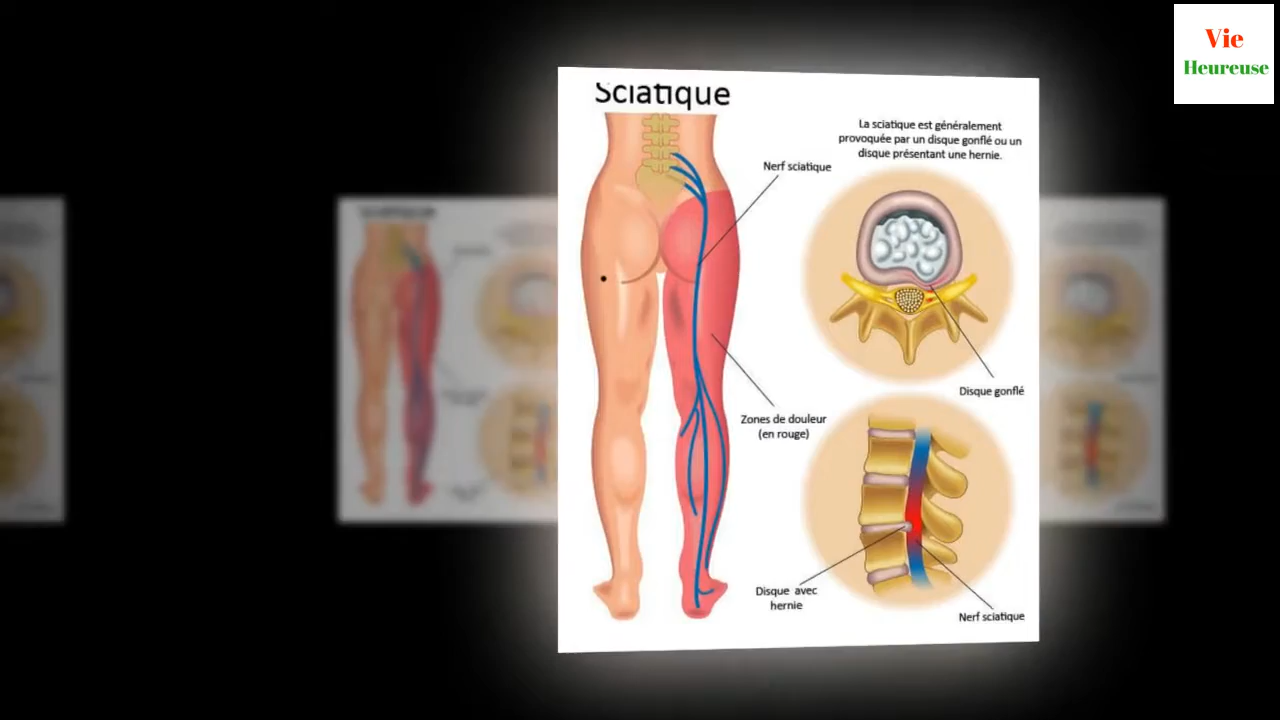 Vie
Heureuse
Sciatique
La sciatique est généralement
provoquée par un disque gonflé ou un
disque présentant une hernie.
Nerf sciatique
Disque gonflé
Zones de douleur
(en rouge)
Disque avec
hernie
Nerf sciatique